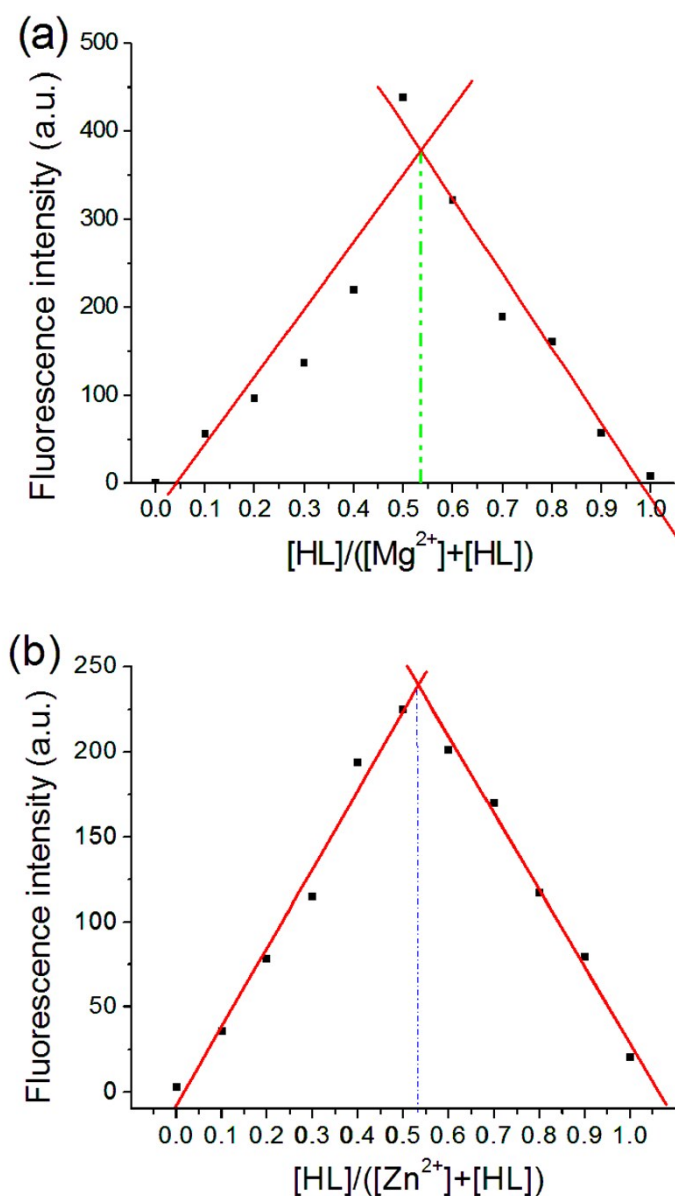 (a)
Fluorescence intensity (a.u.)
500
400
300
200
100
0
0.0 0.1 0.2 0.3 0.4 0.5 0.6 0.7 0.8 0.9 1.0
[HL]/([Mg²⁺]+[HL])
(b)
Fluorescence intensity (a.u.)
250
200
150
100
50
0
0.0 0.1 0.2 0.3 0.4 0.5 0.6 0.7 0.8 0.9 1.0
[HL]/([Zn²⁺]+[HL])